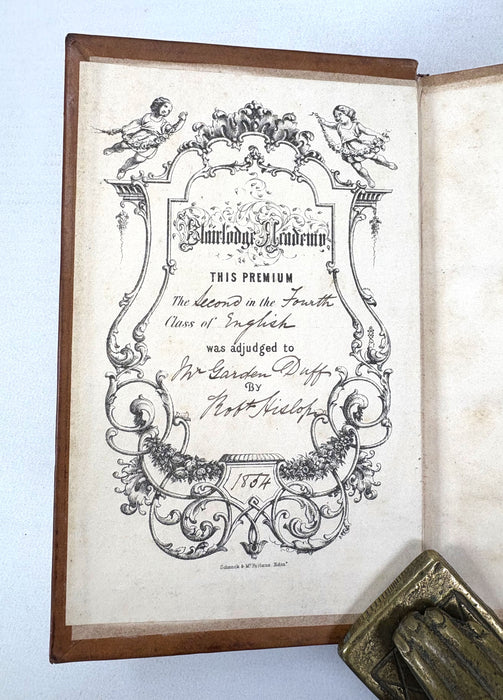 Blairlodge Academy
THIS PREMIUM
The Second in the Fourth
Class of English
was adjudged to
Mr Garden Duff
BY
Robt. Hislop
1854
Schenck & McFarlane Edinr.